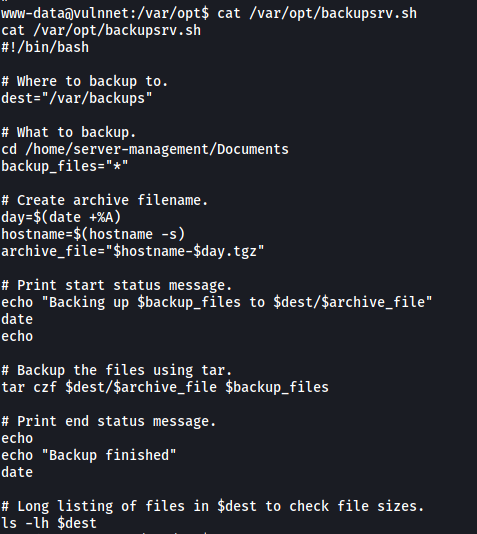 www-data@vulnnet:/var/opt$ cat /var/opt/backupsrv.sh
cat /var/opt/backupsrv.sh
#!/bin/bash
# Where to backup to.
dest="/var/backups"
# What to backup.
cd /home/server-management/Documents
backup_files="*"
# Create archive filename.
day=$(date +%A)
hostname=$(hostname -s)
archive_file="$hostname-$day.tgz"
# Print start status message.
echo "Backing up $backup_files to $dest/$archive_file"
date
echo
# Backup the files using tar.
tar czf $dest/$archive_file $backup_files
# Print end status message.
echo
echo "Backup finished"
date
# Long listing of files in $dest to check file sizes.
ls -lh $dest